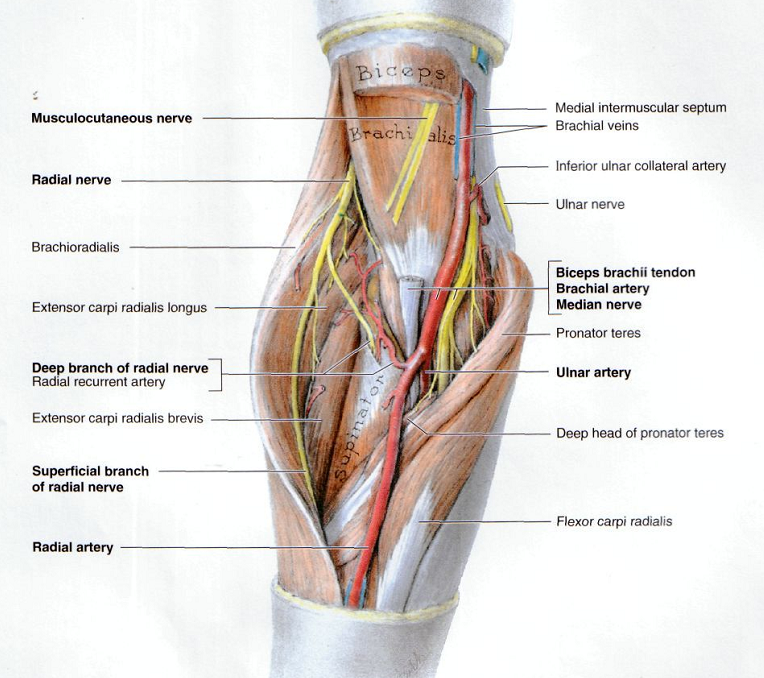 Biceps
Brachialis
Supinator
Musculocutaneous nerve
Radial nerve
Brachioradialis
Extensor carpi radialis longus
Deep branch of radial nerve
Radial recurrent artery
Extensor carpi radialis brevis
Superficial branch
of radial nerve
Radial artery
Medial intermuscular septum
Brachial veins
Inferior ulnar collateral artery
Ulnar nerve
Biceps brachii tendon
Brachial artery
Median nerve
Pronator teres
Ulnar artery
Deep head of pronator teres
Flexor carpi radialis